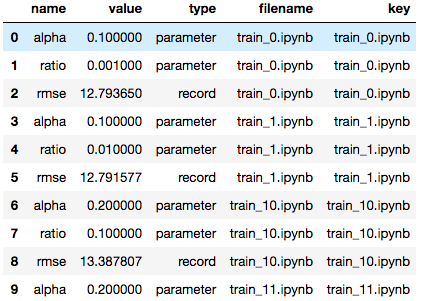 name value type filename key
0 alpha 0.100000 parameter train_0.ipynb train_0.ipynb
1 ratio 0.001000 parameter train_0.ipynb train_0.ipynb
2 rmse 12.793650 record train_0.ipynb train_0.ipynb
3 alpha 0.100000 parameter train_1.ipynb train_1.ipynb
4 ratio 0.010000 parameter train_1.ipynb train_1.ipynb
5 rmse 12.791577 record train_1.ipynb train_1.ipynb
6 alpha 0.200000 parameter train_10.ipynb train_10.ipynb
7 ratio 0.100000 parameter train_10.ipynb train_10.ipynb
8 rmse 13.387807 record train_10.ipynb train_10.ipynb
9 alpha 0.200000 parameter train_11.ipynb train_11.ipynb